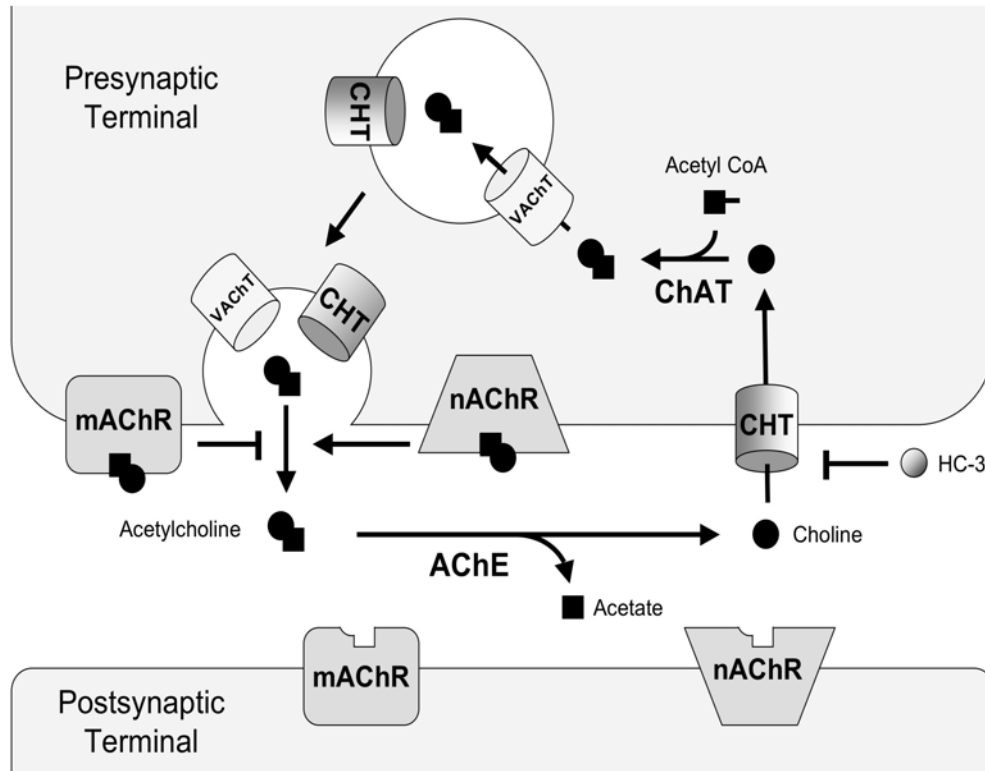 Presynaptic
Terminal
CHT
VAChT
Acetyl CoA
ChAT
VAChT
CHT
mAChR
nAChR
CHT
HC-3
Acetylcholine
AChE
Choline
Acetate
mAChR
nAChR
Postsynaptic
Terminal